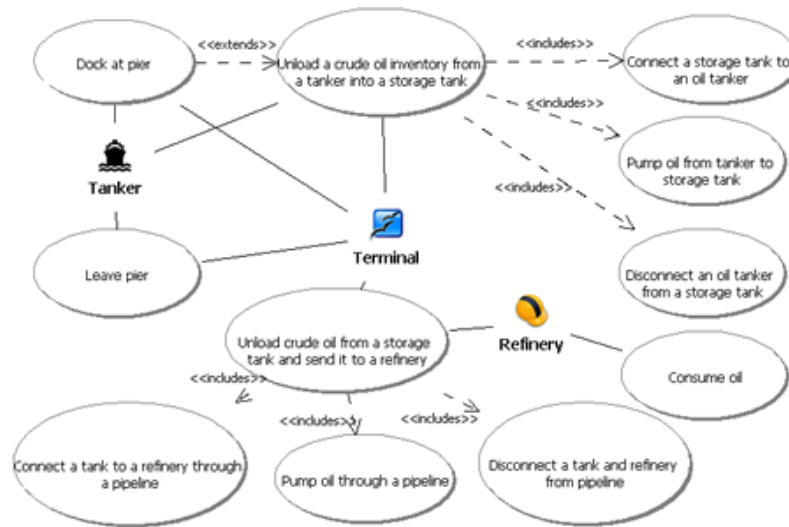 Dock at pier
<<extends>>
Unload a crude oil inventory from
a tanker into a storage tank
<<includes>>
Connect a storage tank to
an oil tanker
<<includes>>
Pump oil from tanker to
storage tank
<<includes>>
Tanker
Leave pier
Terminal
Disconnect an oil tanker
from a storage tank
Unload crude oil from a storage
tank and send it to a refinery
Refinery
Consume oil
<<includes>>
<<includes>>
<<includes>>
Connect a tank to a refinery through
a pipeline
Pump oil through a pipeline
Disconnect a tank and refinery
from pipeline